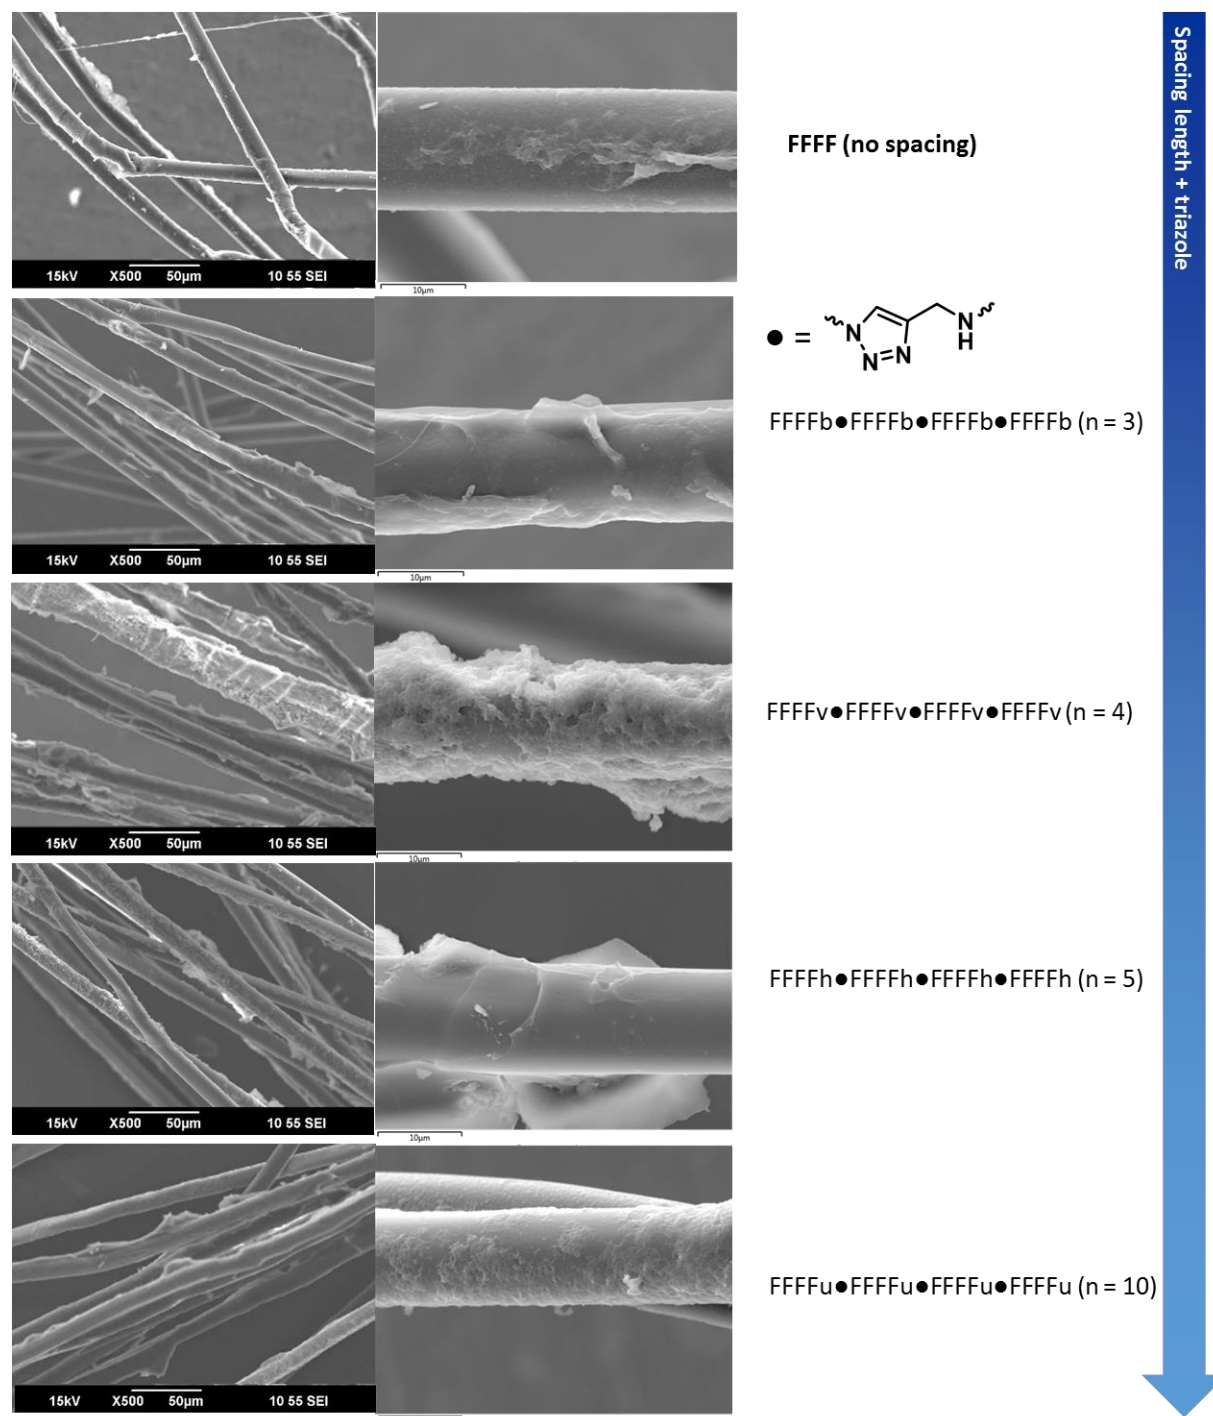 Spacing length + triazole
FFFF (no spacing)
15kV X500 50µm 10 55 SEI
10µm
● = N N=N N H
FFFFb●FFFFb●FFFFb●FFFFb (n = 3)
15kV X500 50µm 10 55 SEI
10µm
FFFFv●FFFFv●FFFFv●FFFFv (n = 4)
15kV X500 50µm 10 55 SEI
10µm
FFFFh●FFFFh●FFFFh●FFFFh (n = 5)
15kV X500 50µm 10 55 SEI
10µm
FFFFu●FFFFu●FFFFu●FFFFu (n = 10)
15kV X500 50µm 10 55 SEI